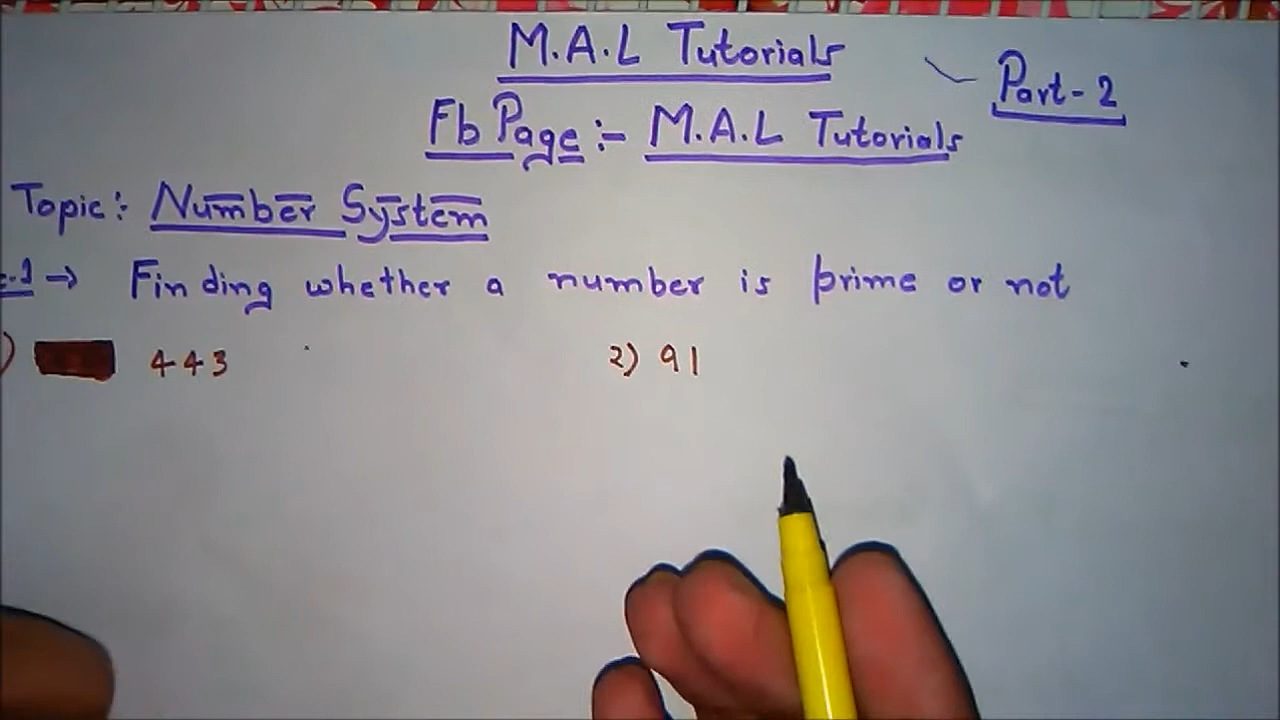 M.A.L Tutorials
Part-2
Fb Page:- M.A.L Tutorials
Topic: Number System
→ Finding whether a number is prime or not
) 443 2) 91